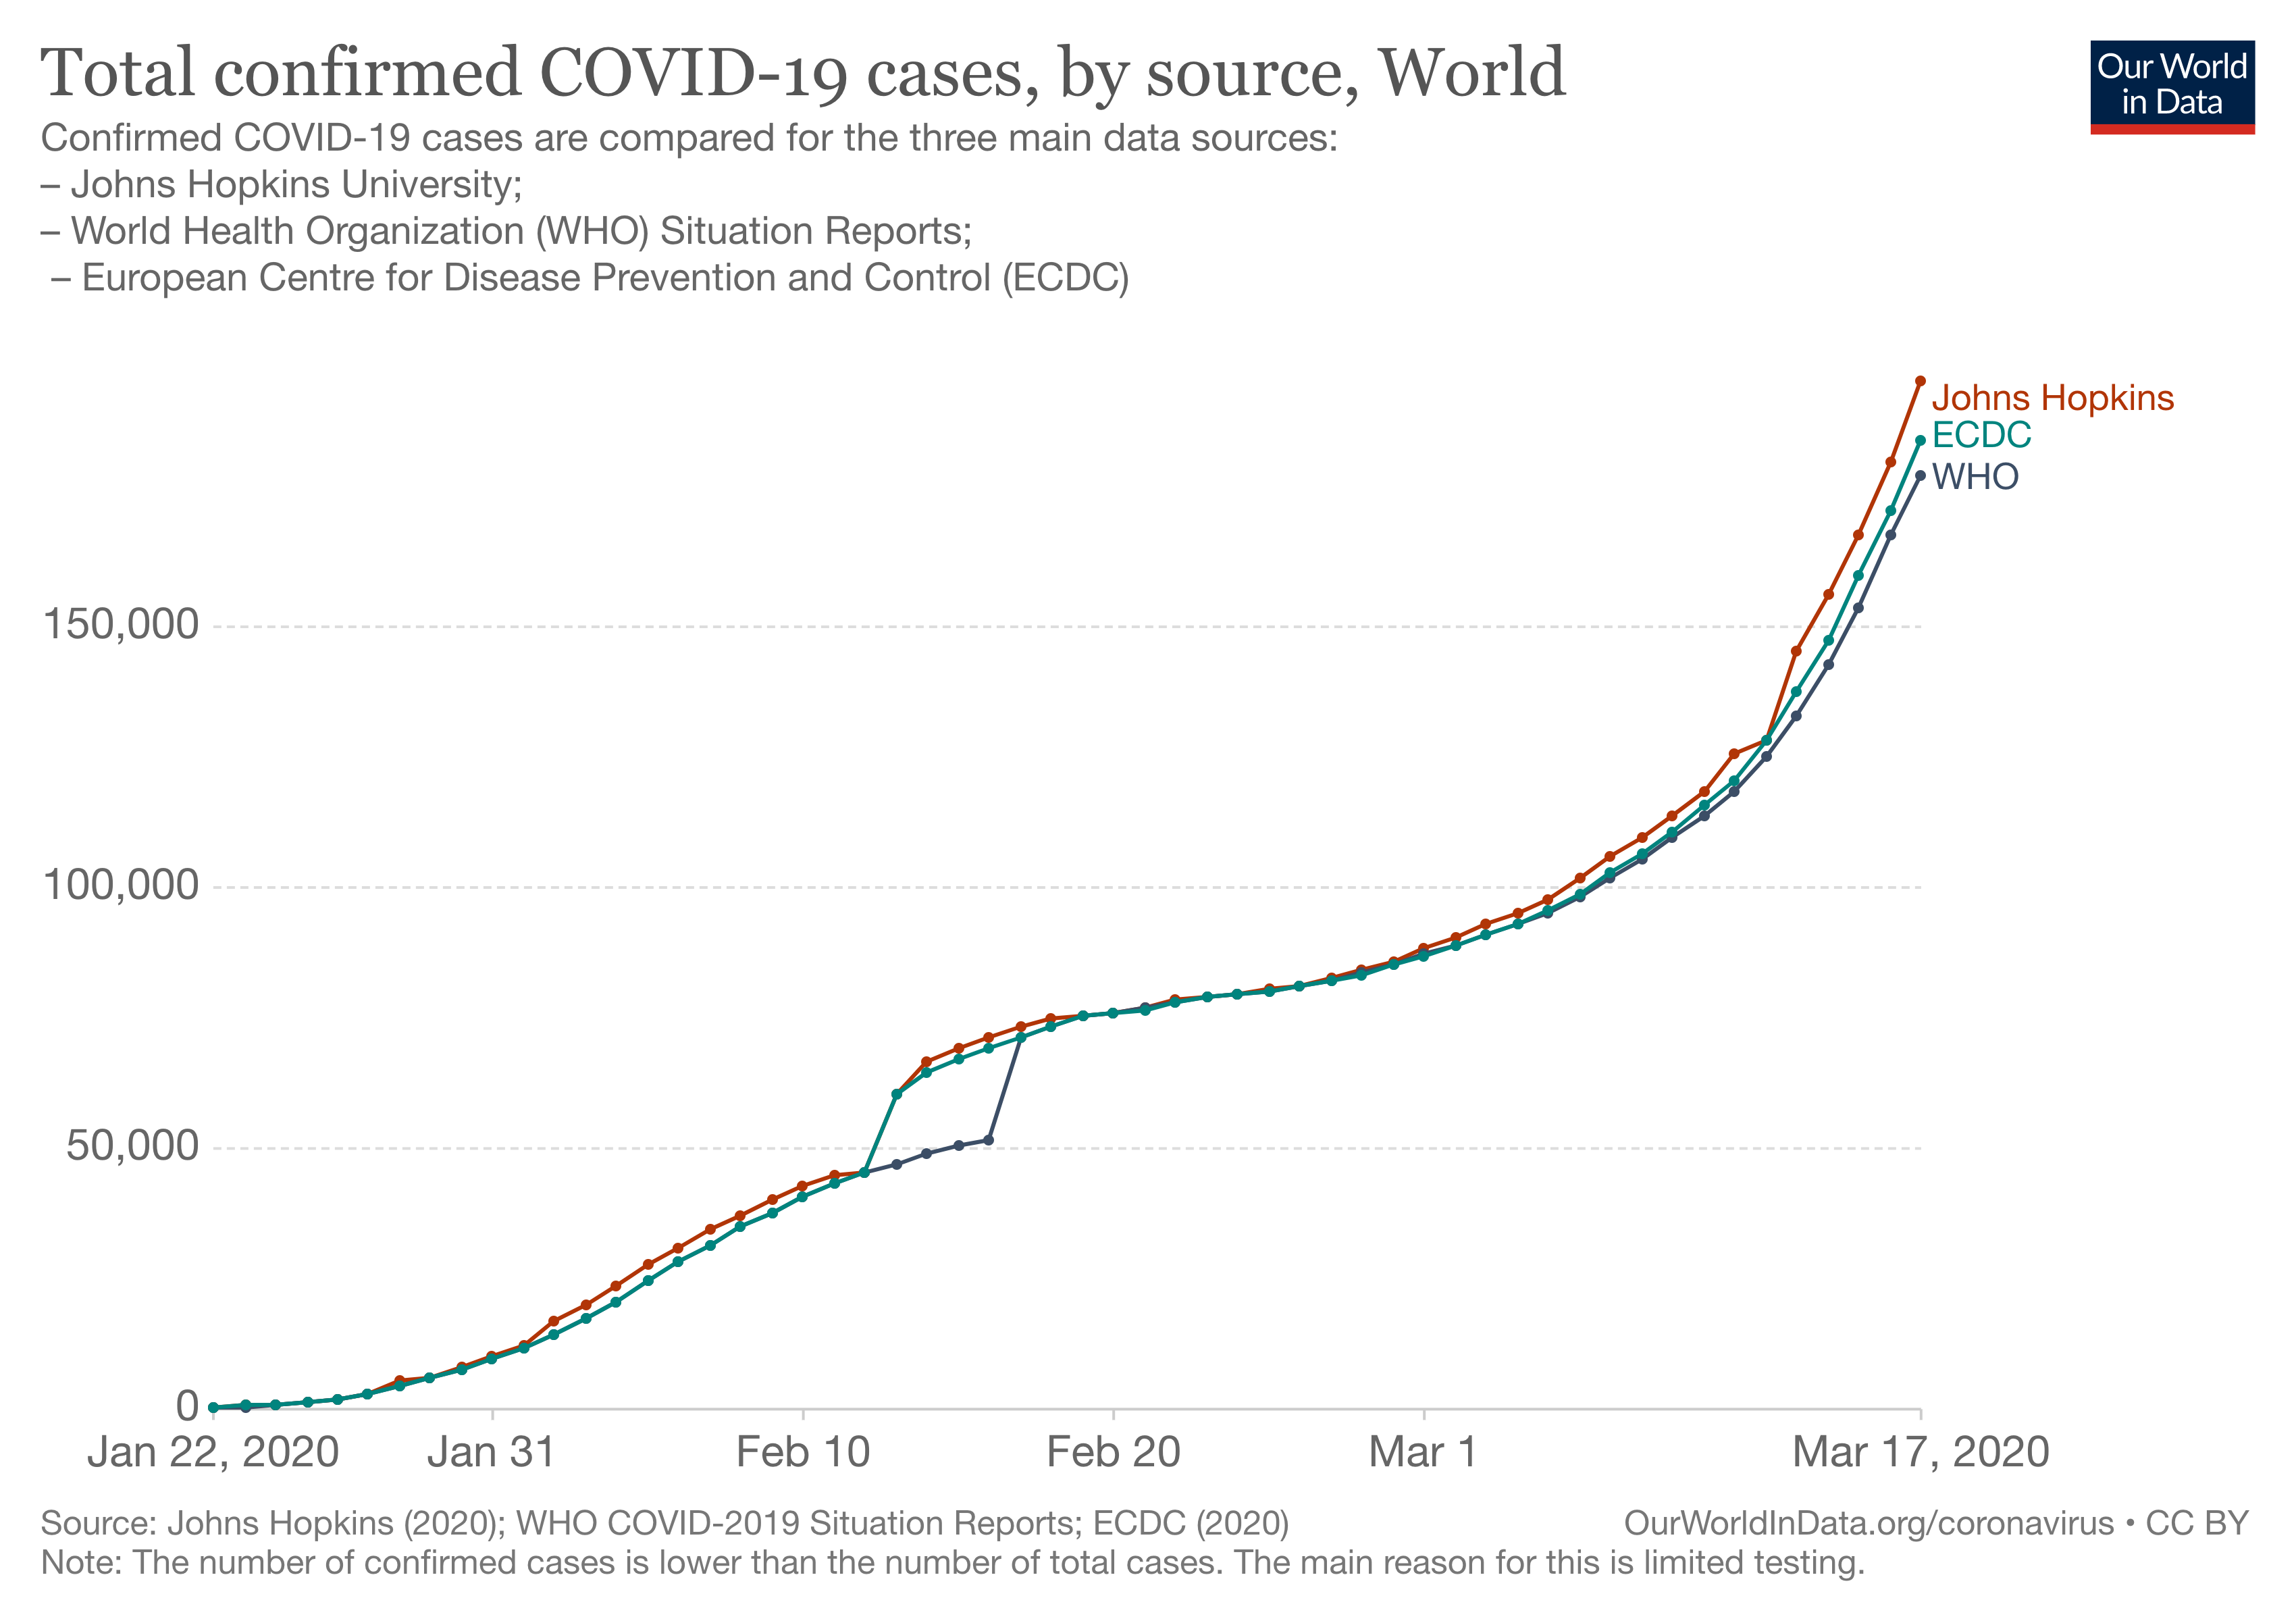 Total confirmed COVID-19 cases, by source, World
Our World
in Data
Confirmed COVID-19 cases are compared for the three main data sources:
– Johns Hopkins University;
– World Health Organization (WHO) Situation Reports;
– European Centre for Disease Prevention and Control (ECDC)
Johns Hopkins
ECDC
WHO
150,000
100,000
50,000
0
Jan 22, 2020 Jan 31 Feb 10 Feb 20 Mar 1 Mar 17, 2020
Source: Johns Hopkins (2020); WHO COVID-2019 Situation Reports; ECDC (2020) OurWorldInData.org/coronavirus • CC BY
Note: The number of confirmed cases is lower than the number of total cases. The main reason for this is limited testing.